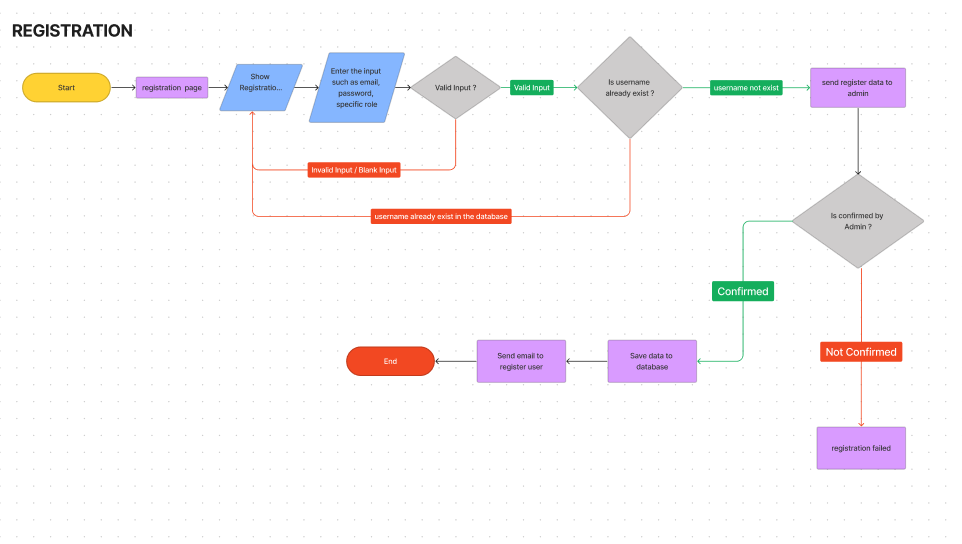 REGISTRATION
Start
registration page
Show
Registratio...
Enter the input
such as email,
password,
specific role
Valid Input ?
Valid Input
Is username
already exist ?
username not exist
send register data to
admin
Invalid Input / Blank Input
username already exist in the database
Is confirmed by
Admin ?
Confirmed
Not Confirmed
End
Send email to
register user
Save data to
database
registration failed